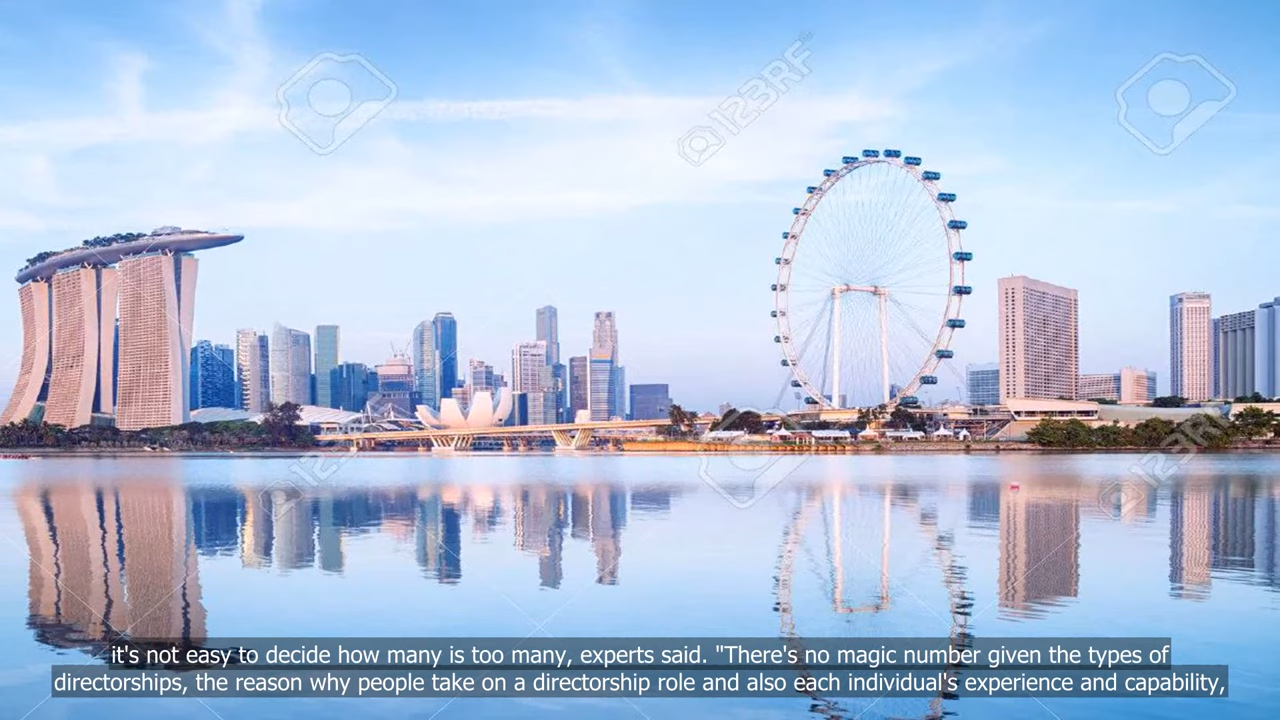 123RF
it's not easy to decide how many is too many, experts said. "There's no magic number given the types of
directorships, the reason why people take on a directorship role and also each individual's experience and capability,